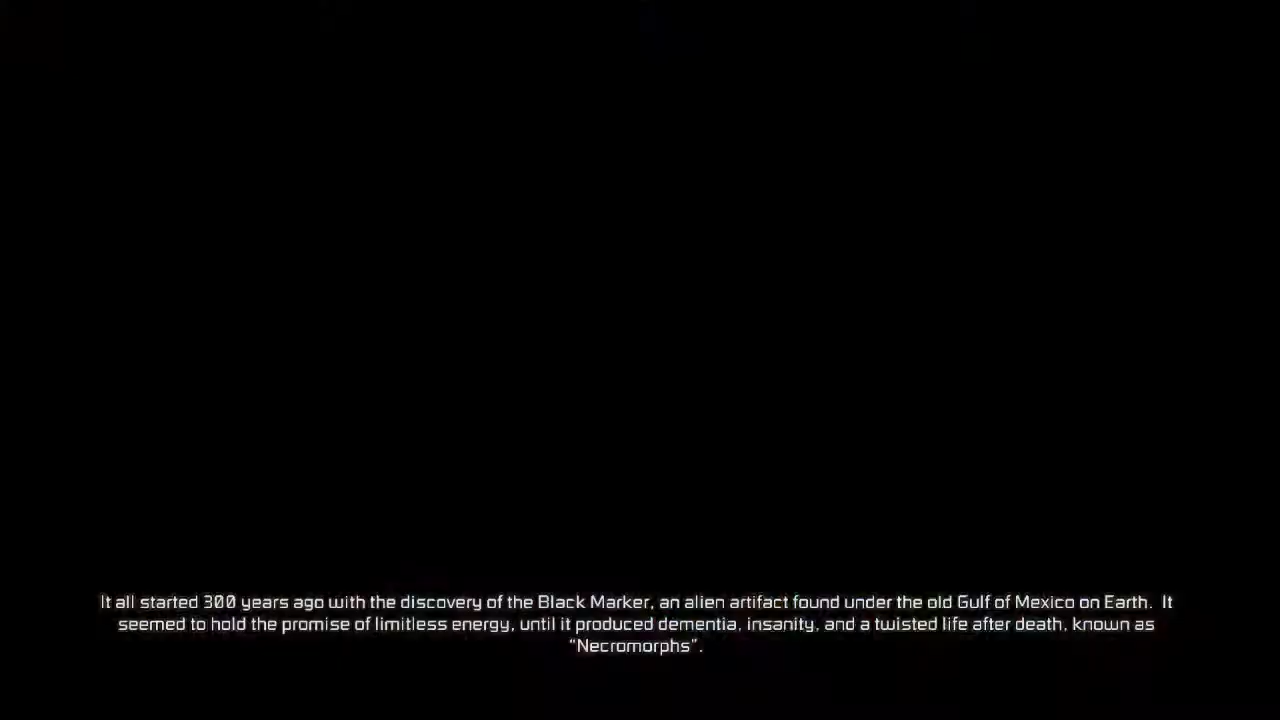 It all started 300 years ago with the discovery of the Black Marker, an alien artifact found under the old Gulf of Mexico on Earth.  It
seemed to hold the promise of limitless energy, until it produced dementia, insanity, and a twisted life after death, known as
"Necromorphs".